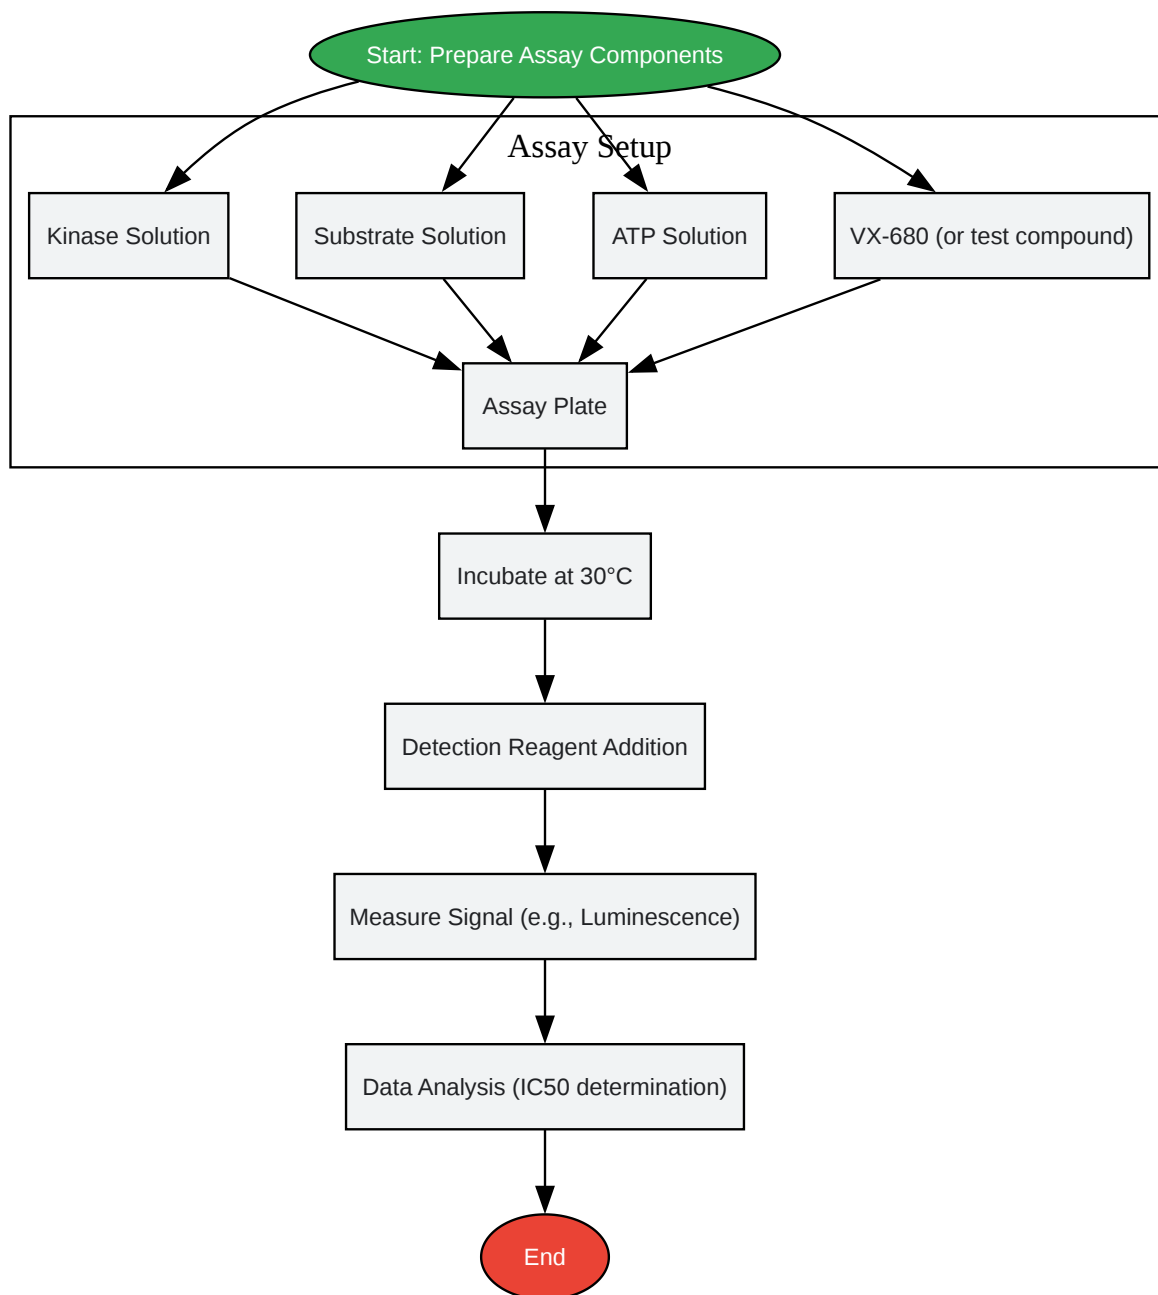 Start: Prepare Assay Components
Assay Setup
Kinase Solution
Substrate Solution
ATP Solution
VX-680 (or test compound)
Assay Plate
Incubate at 30°C
Detection Reagent Addition
Measure Signal (e.g., Luminescence)
Data Analysis (IC50 determination)
End